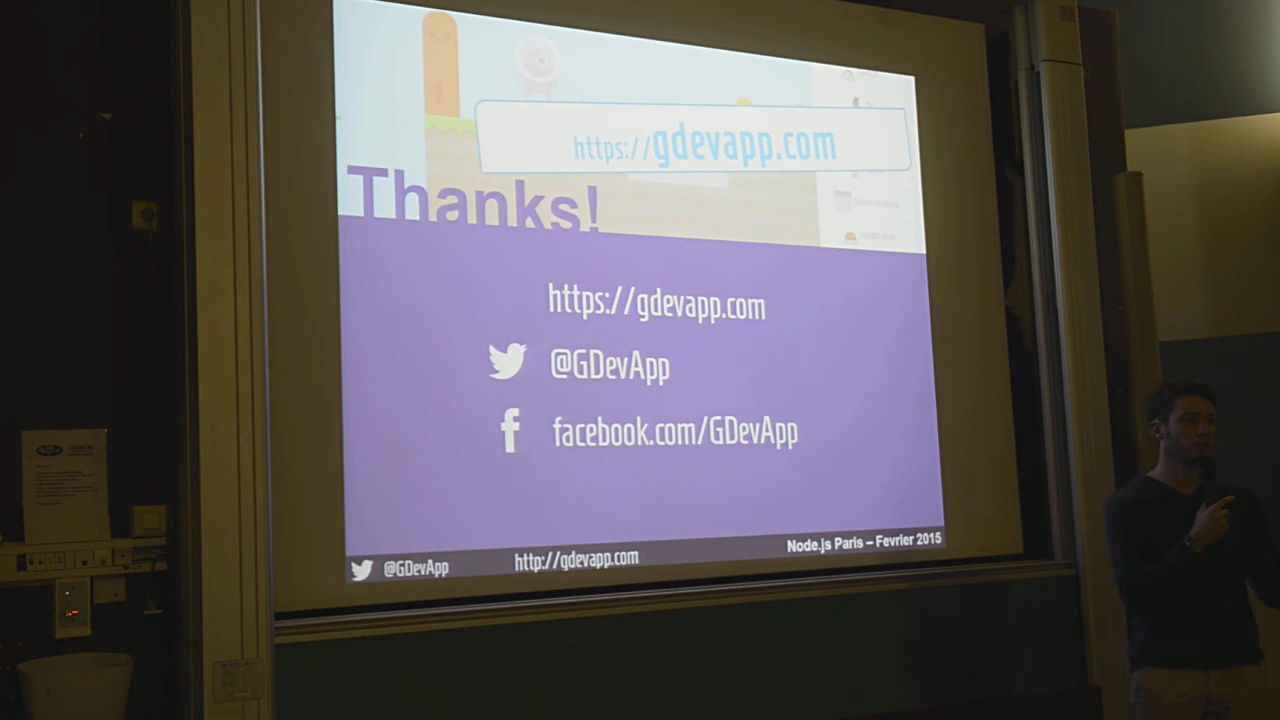 https://gdevapp.com
Thanks!
https://gdevapp.com
@GDevApp
facebook.com/GDevApp
@GDevApp
http://gdevapp.com
Node.js Paris – Fevrier 2015